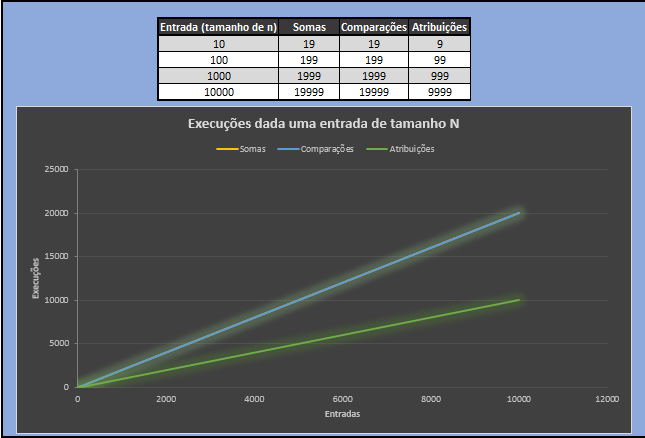 Entrada (tamanho de n) Somas Comparações Atribuições
10 19 19 9
100 199 199 99
1000 1999 1999 999
10000 19999 19999 9999
Execuções dada uma entrada de tamanho N
Somas Comparações Atribuições
25000
20000
15000
10000
5000
0
Execuções
0 2000 4000 6000 8000 10000 12000
Entradas